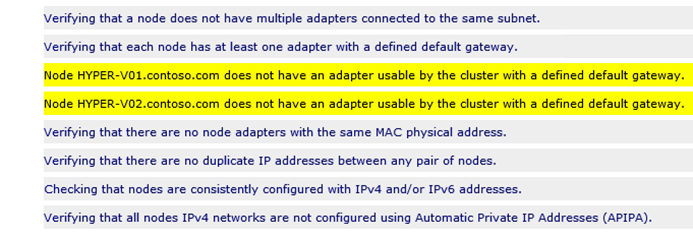 Verifying that a node does not have multiple adapters connected to the same subnet.
Verifying that each node has at least one adapter with a defined default gateway.
Node HYPER-V01.contoso.com does not have an adapter usable by the cluster with a defined default gateway.
Node HYPER-V02.contoso.com does not have an adapter usable by the cluster with a defined default gateway.
Verifying that there are no node adapters with the same MAC physical address.
Verifying that there are no duplicate IP addresses between any pair of nodes.
Checking that nodes are consistently configured with IPv4 and/or IPv6 addresses.
Verifying that all nodes IPv4 networks are not configured using Automatic Private IP Addresses (APIPA).